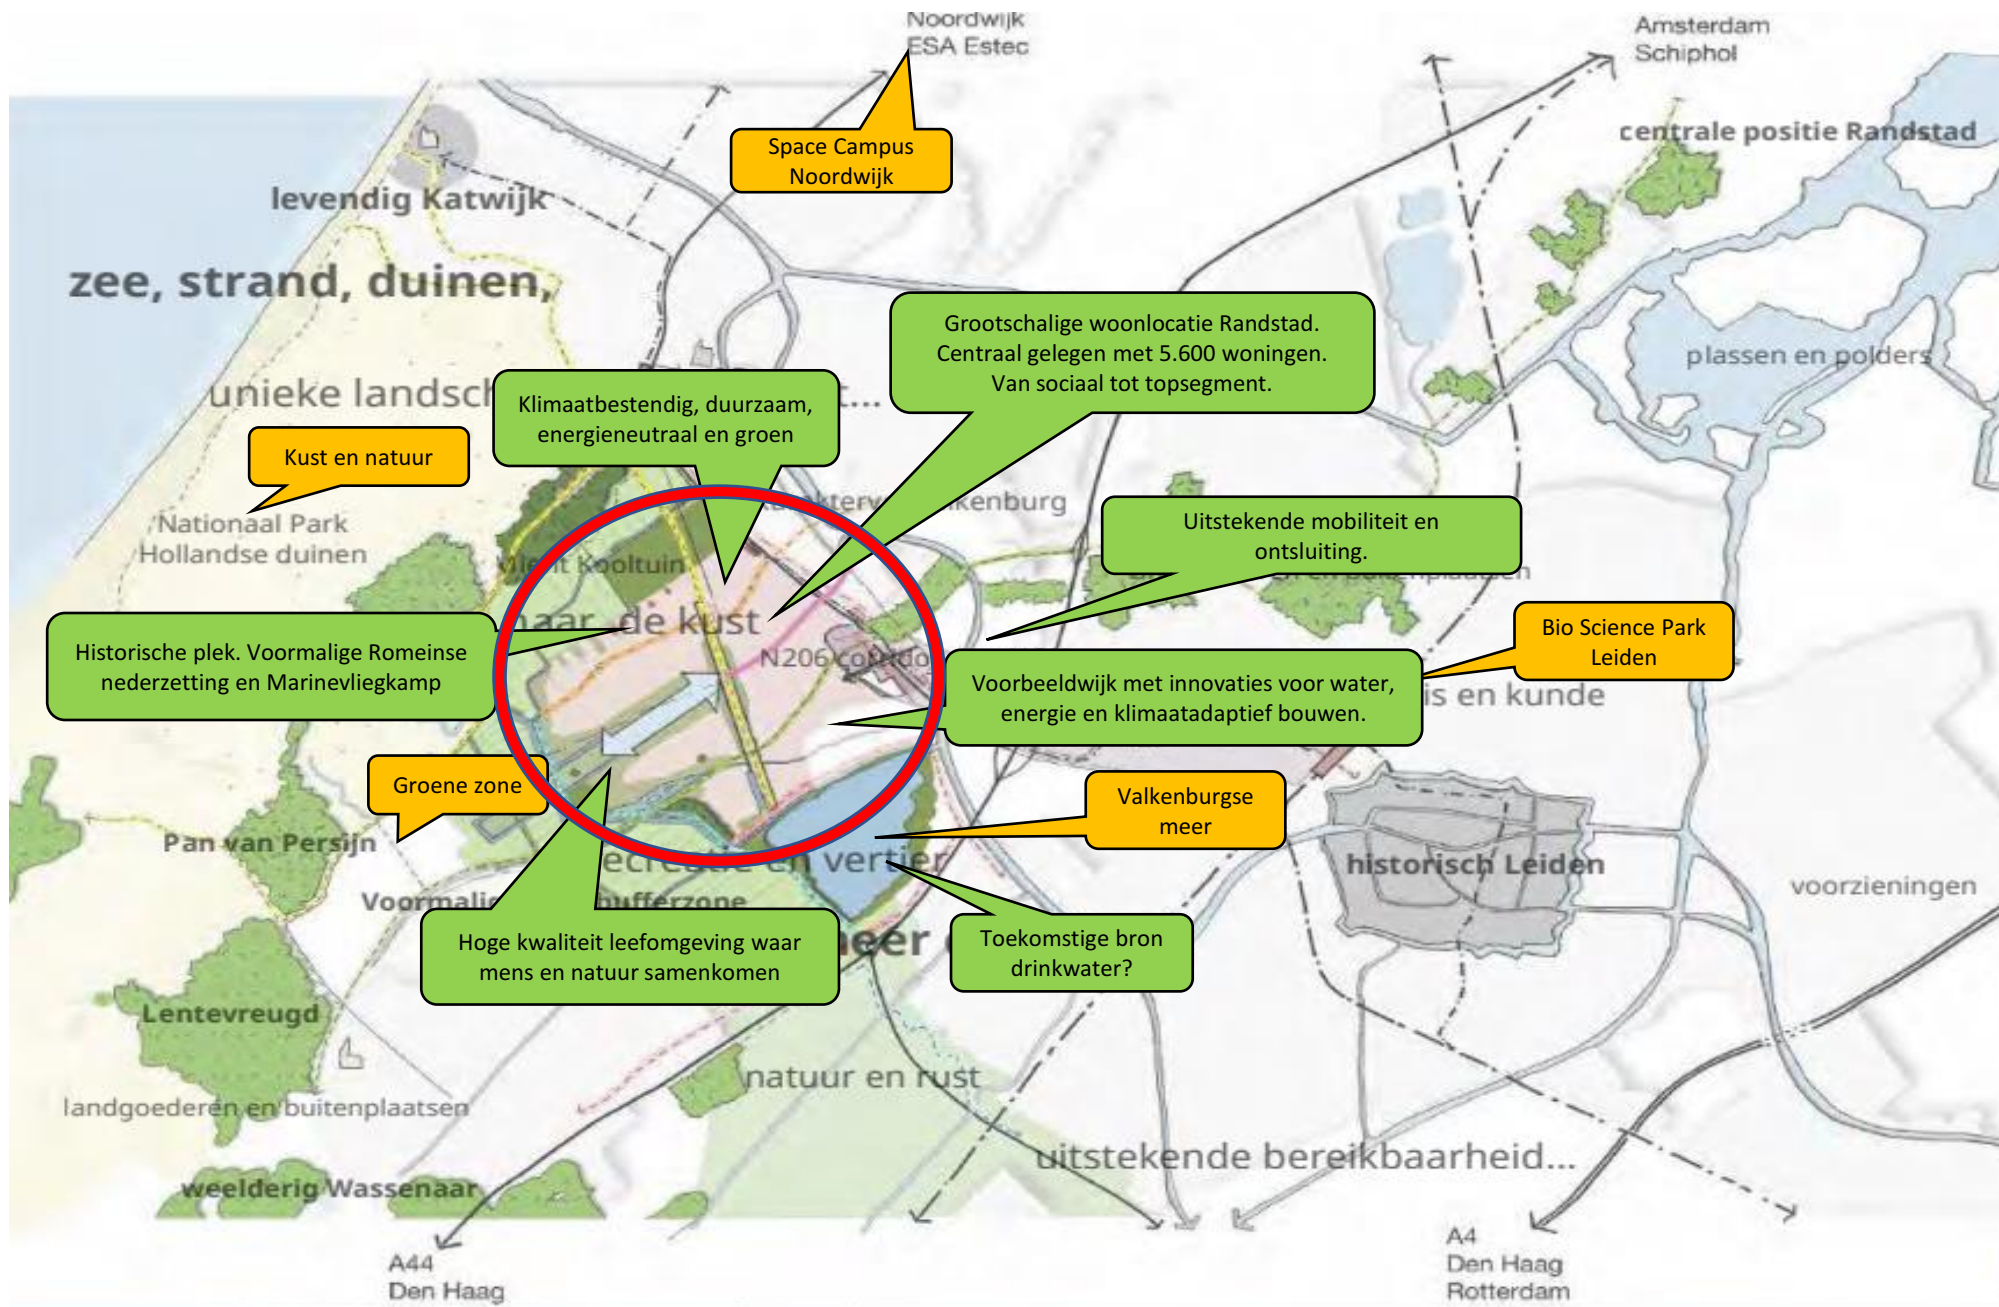 Noordwijk
ESA Estec
Amsterdam
Schiphol
Space Campus
Noordwijk
centrale positie Randstad
levendig Katwijk
zee, strand, duinen,
Grootschalige woonlocatie Randstad.
Centraal gelegen met 5.600 woningen.
Van sociaal tot topsegment.
plassen en polders
unieke
Klimaatbestendig, duurzaam,
energieneutraal en groen
Kust en natuur
Nationaal Park
Hollandse duinen
Uitstekende mobiliteit en
ontsluiting.
Kooltuin
naar de kust
Historische plek. Voormalige Romeinse
nederzetting en Marinevliegkamp
N206
Bio Science Park
Leiden
Voorbeeldwijk met innovaties voor water,
energie en klimaatadaptief bouwen.
en kunde
Groene zone
Valkenburgse
meer
Pan van Persijn
en vertier
historisch Leiden
voorzieningen
bufferzone
Hoge kwaliteit leefomgeving waar
mens en natuur samenkomen
Toekomstige bron
drinkwater?
Lentevreugd
natuur en rust
landgoederen en buitenplaatsen
uitstekende bereikbaarheid...
weelderig Wassenaar
A44
Den Haag
A4
Den Haag
Rotterdam